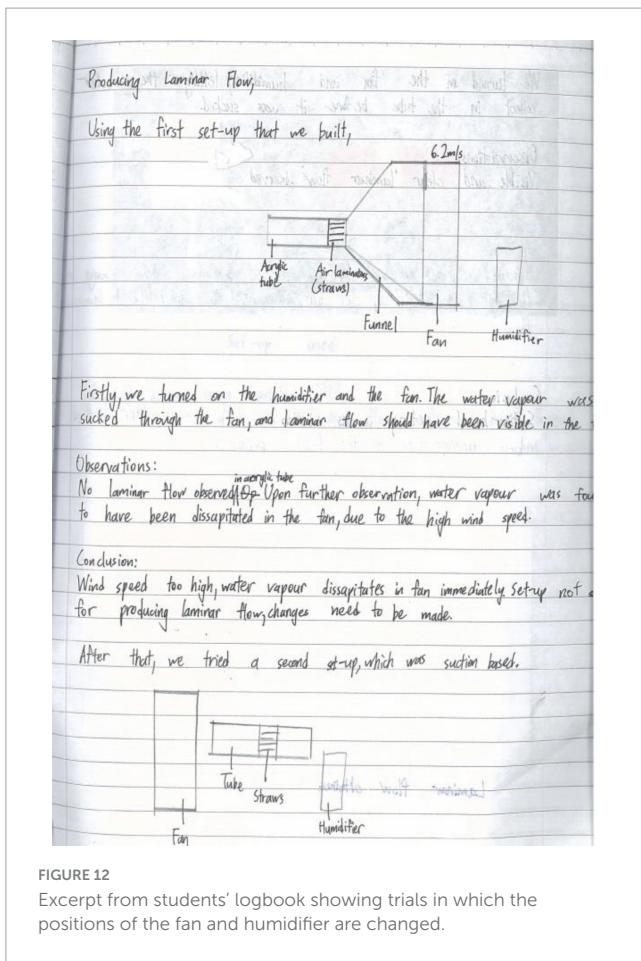 Producing Laminar Flow,
Using the first set-up that we built,
6.2m/s
Acrylic
tube
Air laminator
(straws)
Funnel
Fan
Humidifier
Firstly, we turned on the humidifier and the fan. The water vapour was
sucked through the fan, and laminar flow should have been visible in the
Observations:
in acrylic tube
No laminar flow observed. Upon further observation, water vapour was
to have been dissapitated in the fan, due to the high wind speed.
Conclusion:
Wind speed too high, water vapour dissapitates in fan immediately set-up not
for producing laminar flow, changes need to be made.
After that, we tried a second set-up, which was suction based.
Tube
Straws
Fan
Humidifier
FIGURE 12
Excerpt from students' logbook showing trials in which the
positions of the fan and humidifier are changed.